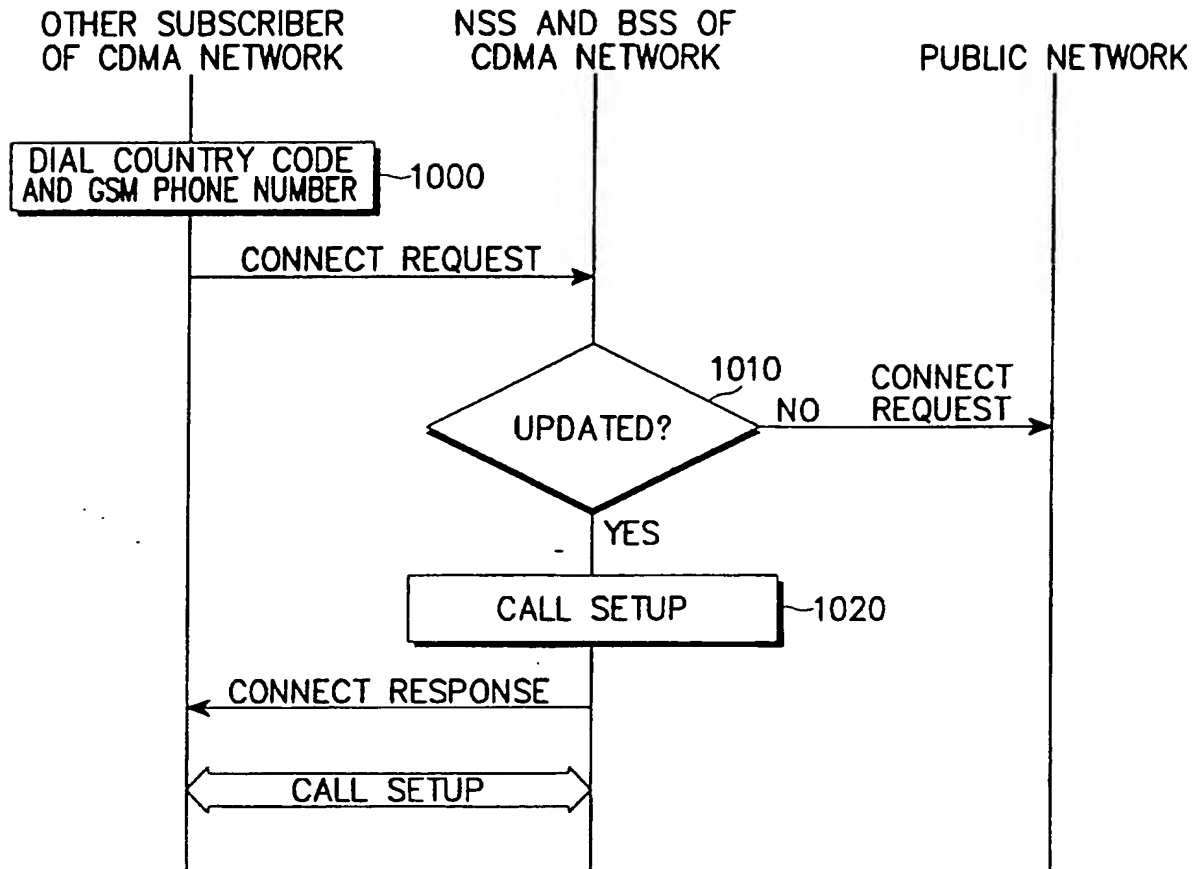 OTHER SUBSCRIBER
OF CDMA NETWORK
NSS AND BSS OF
CDMA NETWORK
PUBLIC NETWORK
DIAL COUNTRY CODE
AND GSM PHONE NUMBER
1000
CONNECT REQUEST
1010
UPDATED?
NO
CONNECT
REQUEST
YES
CALL SETUP
1020
CONNECT RESPONSE
CALL SETUP